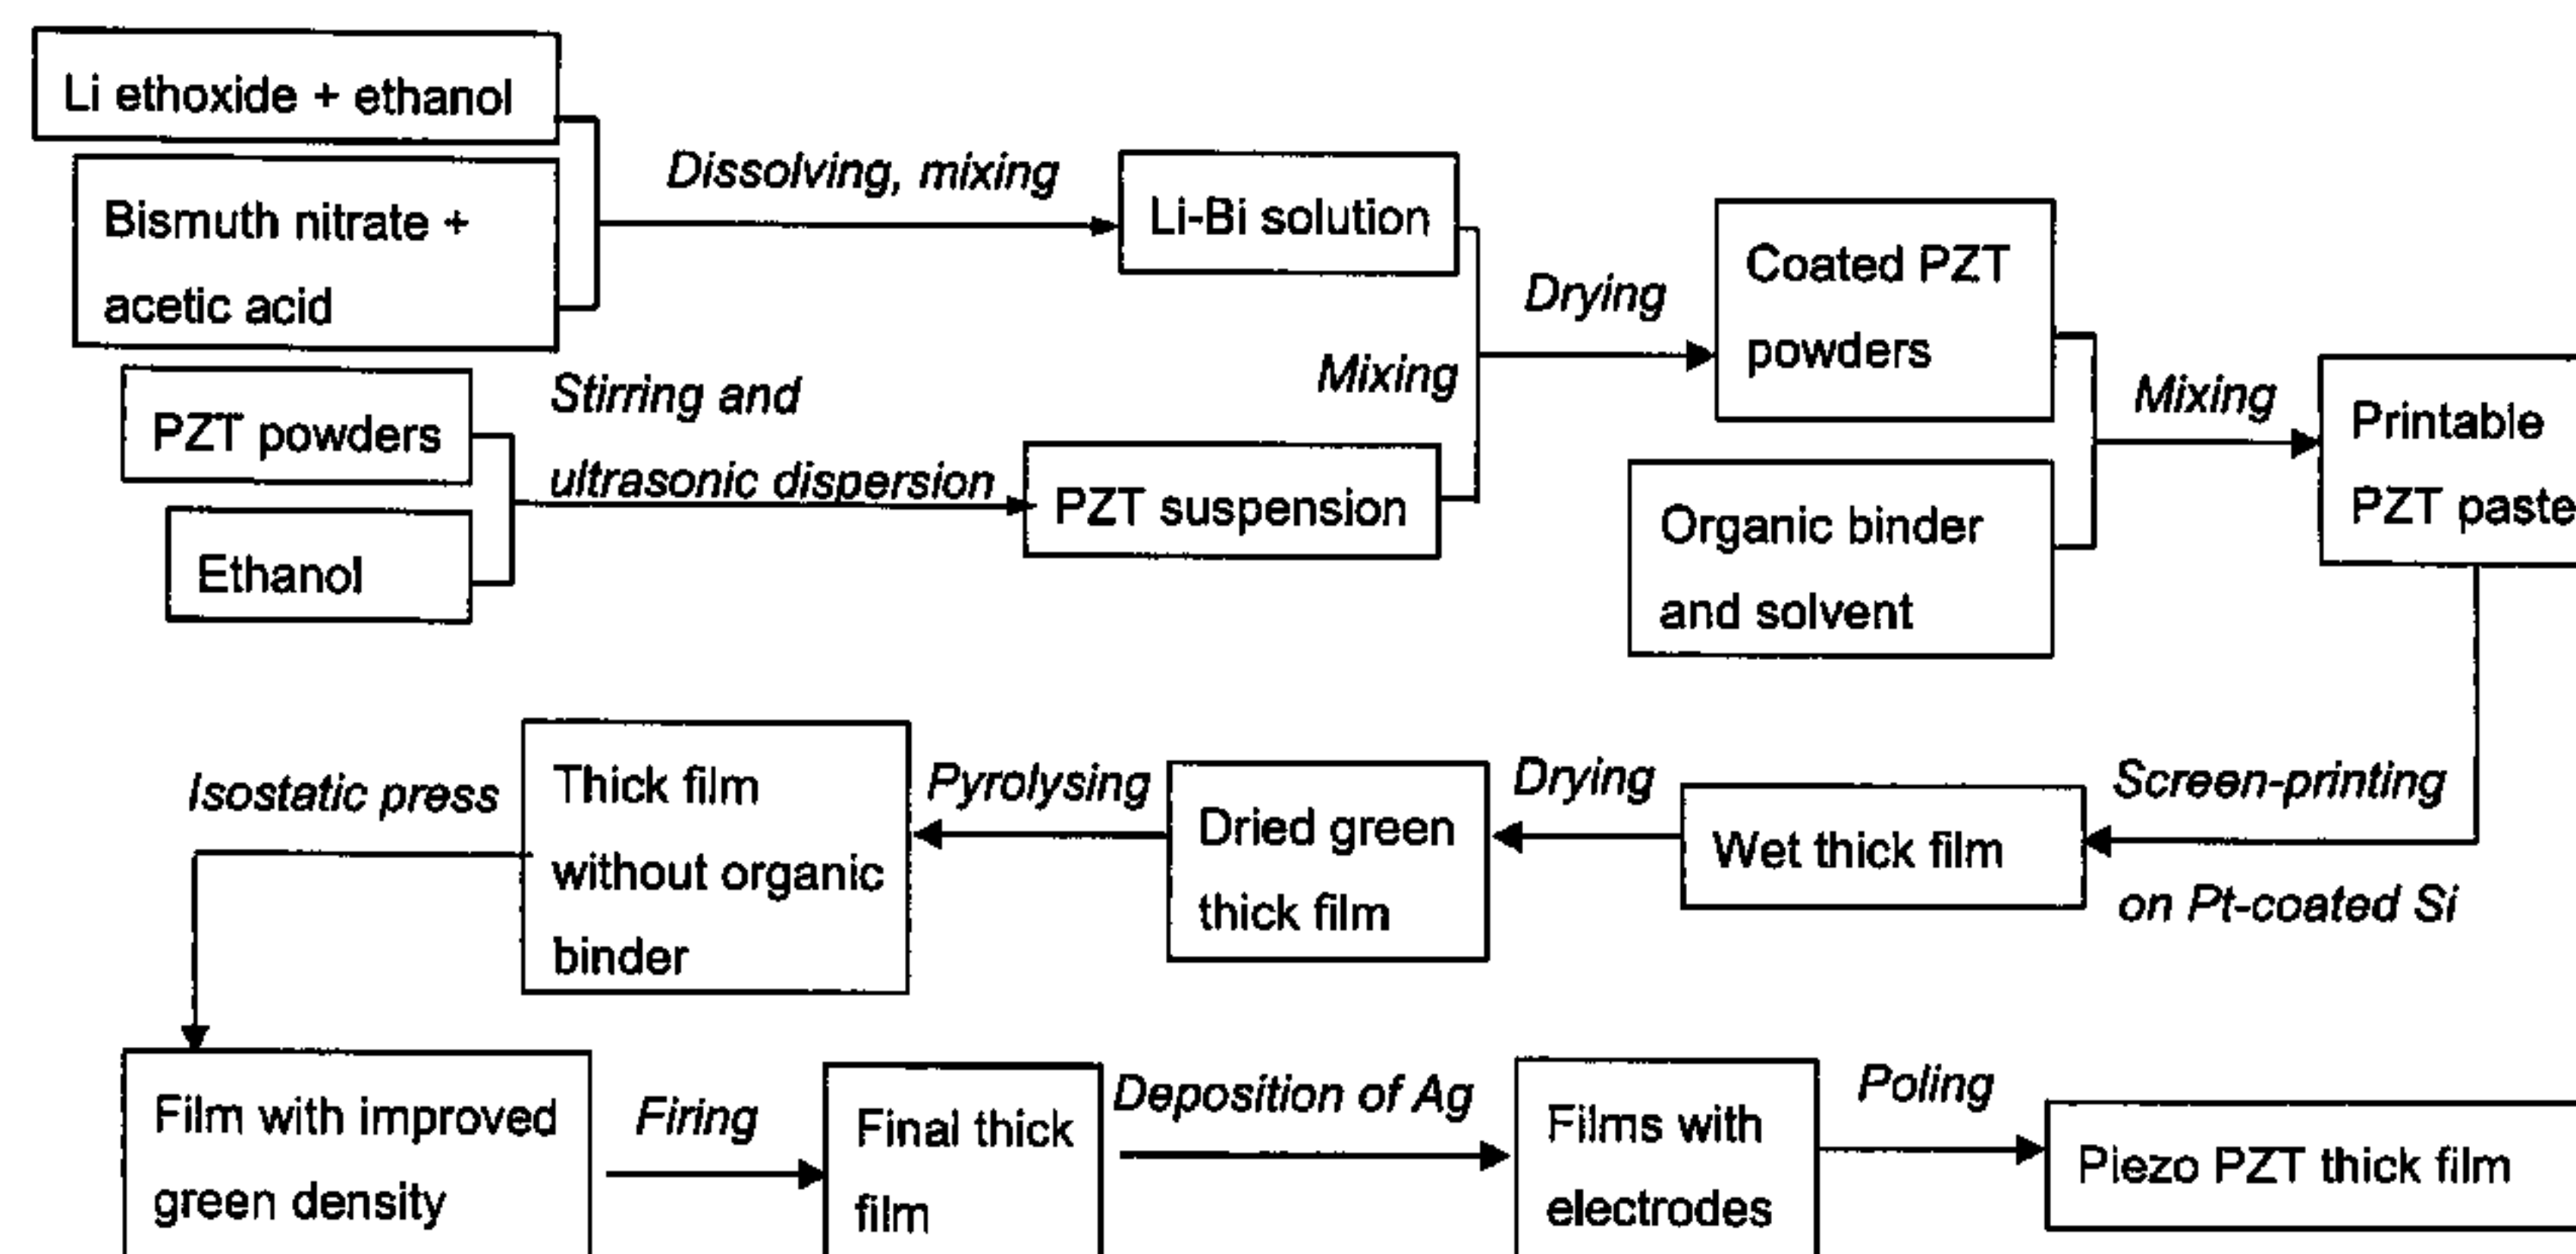 Li ethoxide + ethanol
Bismuth nitrate +
acetic acid
Dissolving, mixing
Li-Bi solution
PZT powders
Ethanol
Stirring and
ultrasonic dispersion
PZT suspension
Mixing
Drying
Coated PZT
powders
Organic binder
and solvent
Mixing
Printable
PZT paste
Screen-printing
on Pt-coated Si
Wet thick film
Drying
Dried green
thick film
Pyrolysing
Thick film
without organic
binder
Isostatic press
Film with improved
green density
Firing
Final thick
film
Deposition of Ag
Films with
electrodes
Poling
Piezo PZT thick film